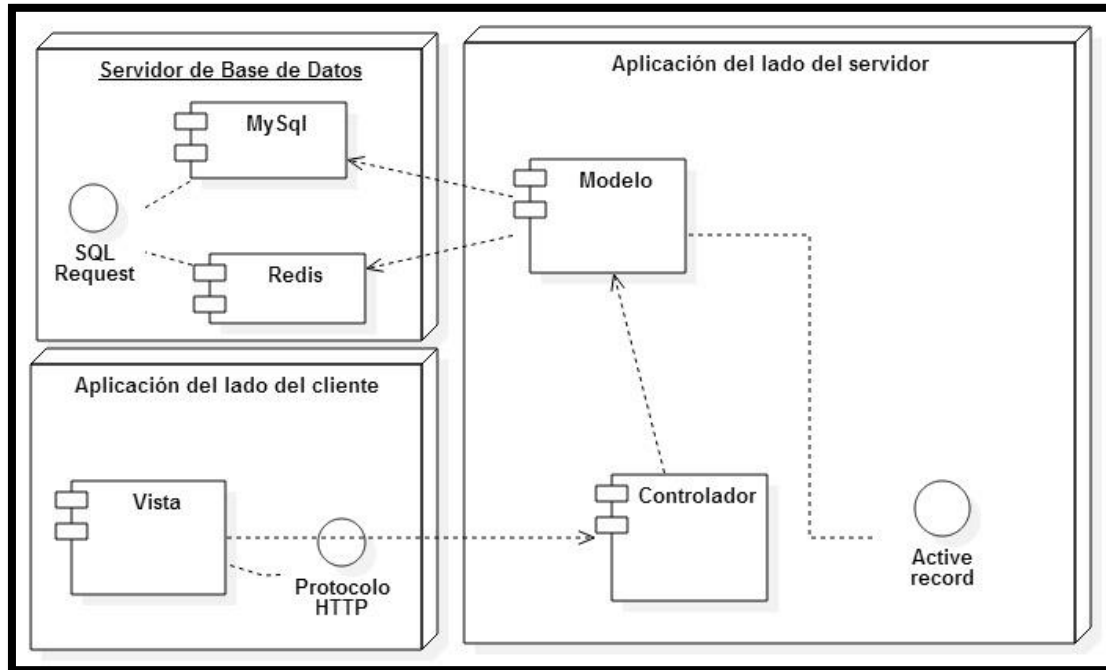 Servidor de Base de Datos
MySql
SQL
Request
Redis
Aplicación del lado del cliente
Vista
Protocolo
HTTP
Aplicación del lado del servidor
Modelo
Controlador
Active
record